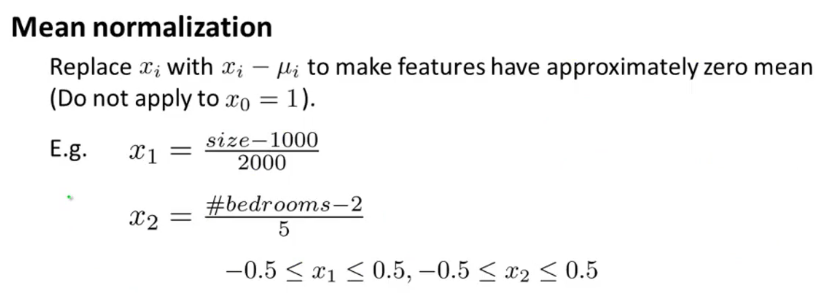 Mean normalization
Replace $x_i$ with $x_i - \mu_i$ to make features have approximately zero mean
(Do not apply to $x_0 = 1$).
E.g. $x_1 = \frac{size-1000}{2000}$
$x_2 = \frac{\#bedrooms-2}{5}$
$-0.5 \leq x_1 \leq 0.5, -0.5 \leq x_2 \leq 0.5$